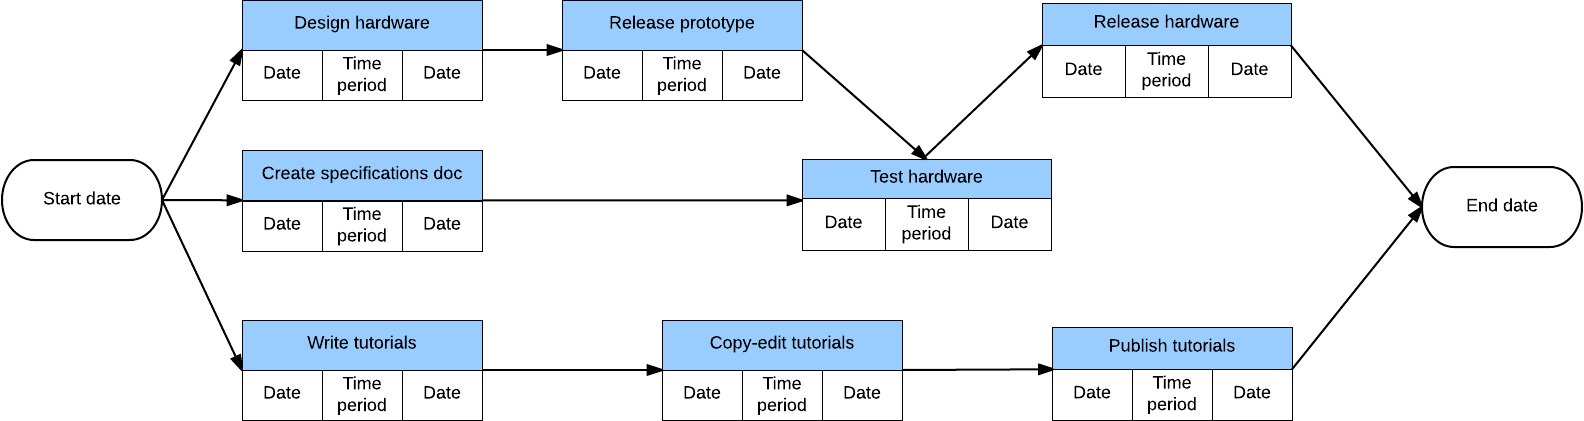 Design hardware
Date
Time
period
Date
Release prototype
Date
Time
period
Date
Release hardware
Date
Time
period
Date
Start date
Create specifications doc
Date
Time
period
Date
Test hardware
Date
Time
period
Date
End date
Write tutorials
Date
Time
period
Date
Copy-edit tutorials
Date
Time
period
Date
Publish tutorials
Date
Time
period
Date